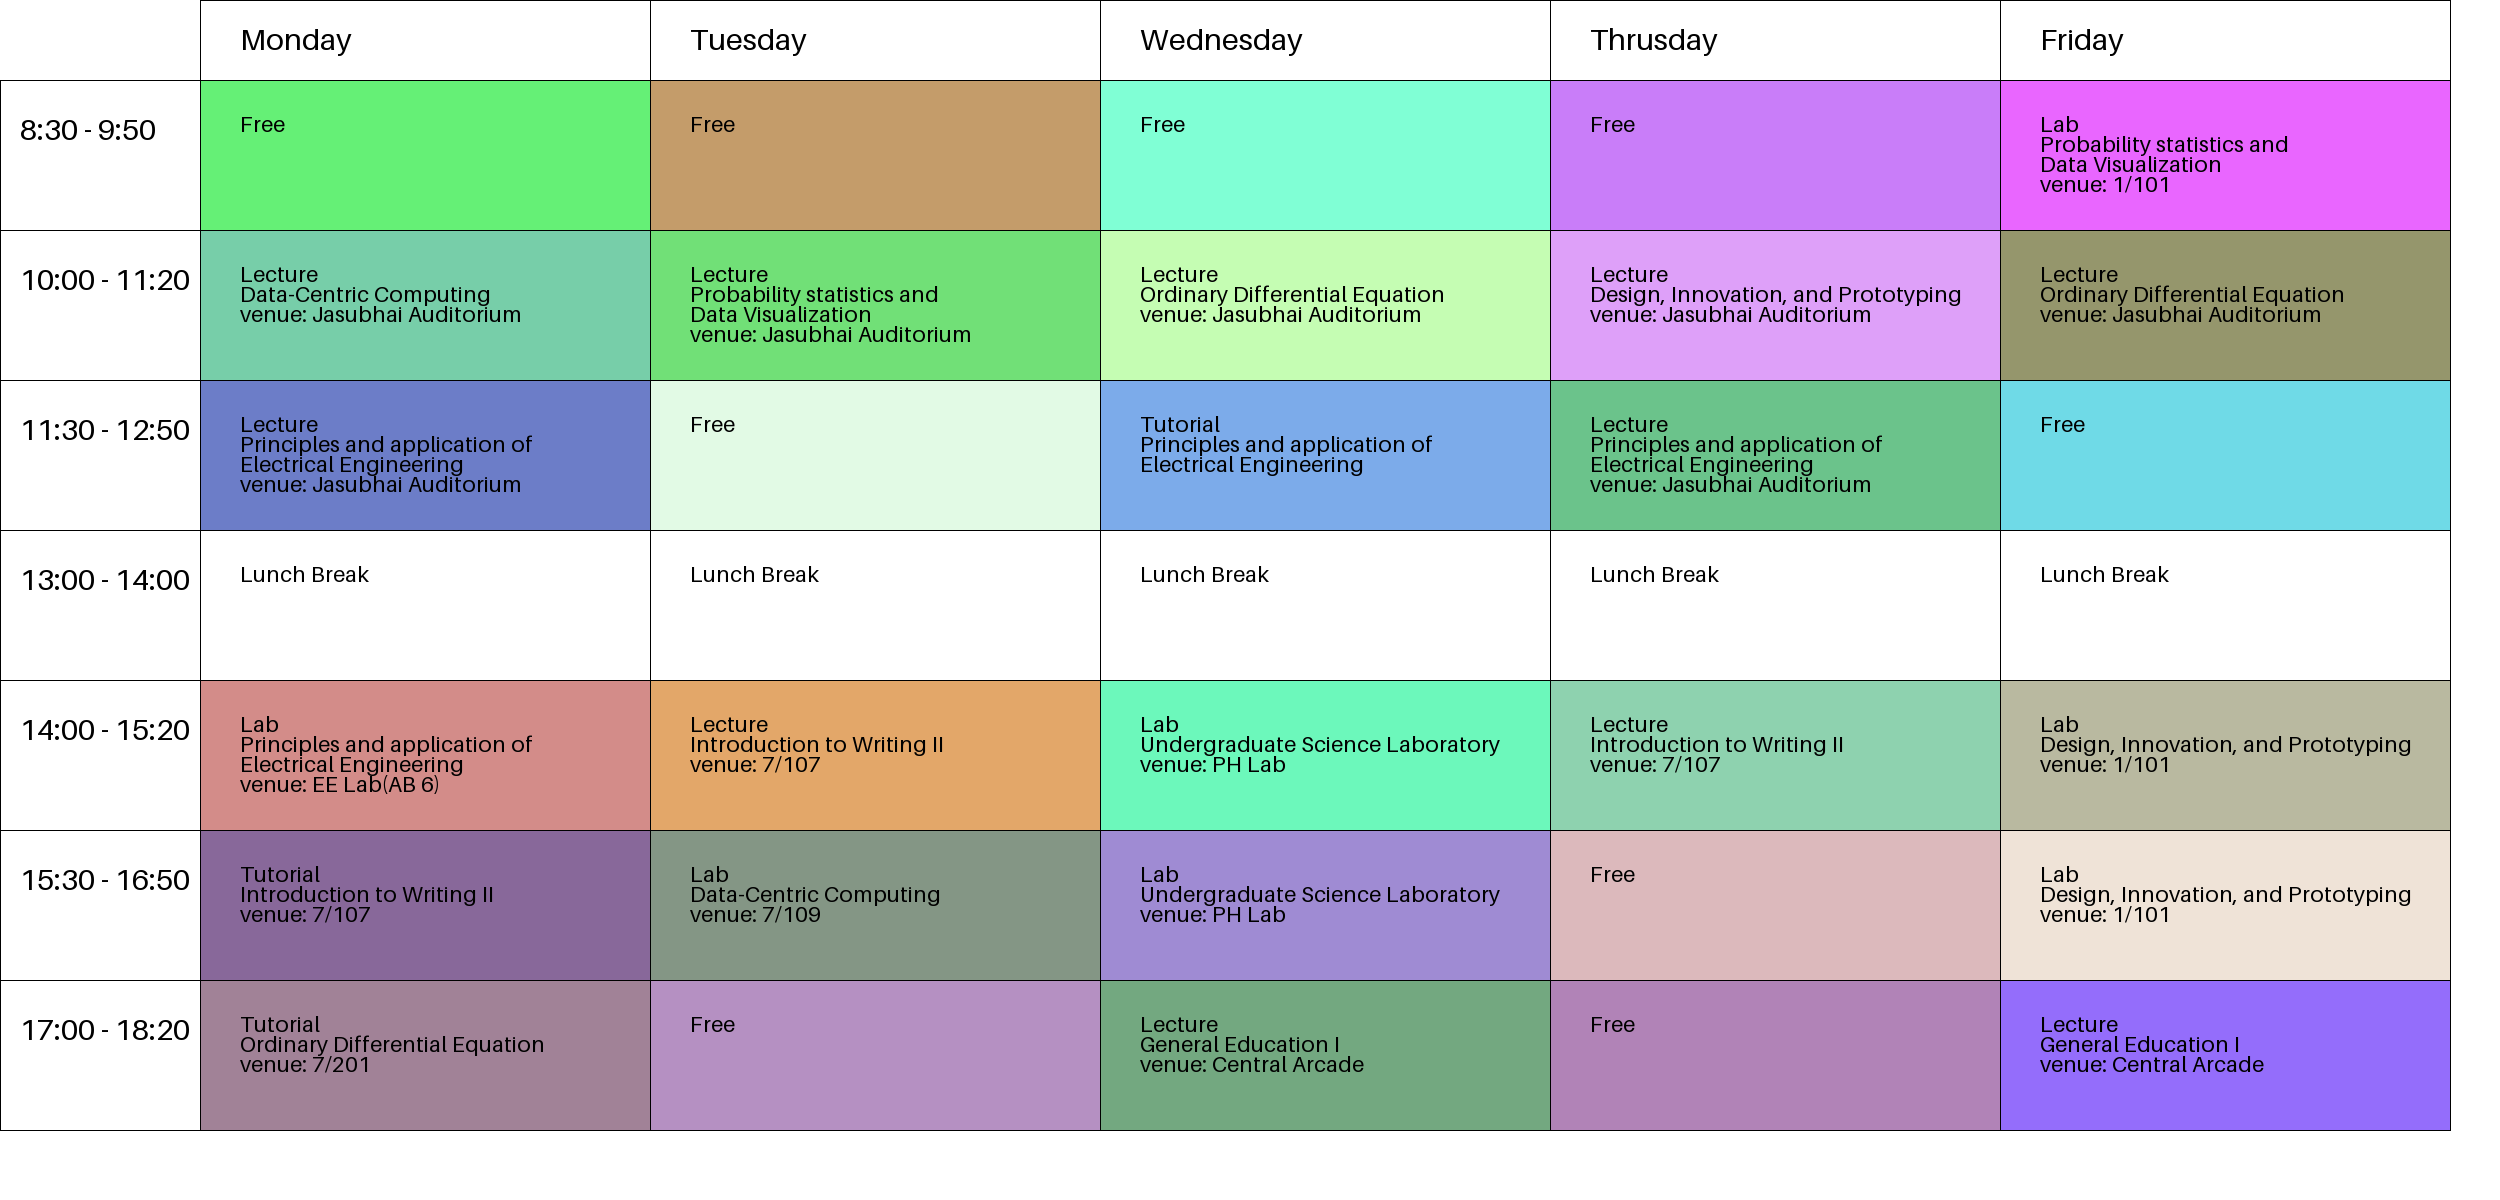 Monday
Tuesday
Wednesday
Thrusday
Friday
8:30 - 9:50
Free
Free
Free
Free
Lab
Probability statistics and
Data Visualization
venue: 1/101
10:00 - 11:20
Lecture
Data-Centric Computing
venue: Jasubhai Auditorium
Lecture
Probability statistics and
Data Visualization
venue: Jasubhai Auditorium
Lecture
Ordinary Differential Equation
venue: Jasubhai Auditorium
Lecture
Design, Innovation, and Prototyping
venue: Jasubhai Auditorium
Lecture
Ordinary Differential Equation
venue: Jasubhai Auditorium
11:30 - 12:50
Lecture
Principles and application of
Electrical Engineering
venue: Jasubhai Auditorium
Free
Tutorial
Principles and application of
Electrical Engineering
Lecture
Principles and application of
Electrical Engineering
venue: Jasubhai Auditorium
Free
13:00 - 14:00
Lunch Break
Lunch Break
Lunch Break
Lunch Break
Lunch Break
14:00 - 15:20
Lab
Principles and application of
Electrical Engineering
venue: EE Lab(AB 6)
Lecture
Introduction to Writing II
venue: 7/107
Lab
Undergraduate Science Laboratory
venue: PH Lab
Lecture
Introduction to Writing II
venue: 7/107
Lab
Design, Innovation, and Prototyping
venue: 1/101
15:30 - 16:50
Tutorial
Introduction to Writing II
venue: 7/107
Lab
Data-Centric Computing
venue: 7/109
Lab
Undergraduate Science Laboratory
venue: PH Lab
Free
Lab
Design, Innovation, and Prototyping
venue: 1/101
17:00 - 18:20
Tutorial
Ordinary Differential Equation
venue: 7/201
Free
Lecture
General Education I
venue: Central Arcade
Free
Lecture
General Education I
venue: Central Arcade